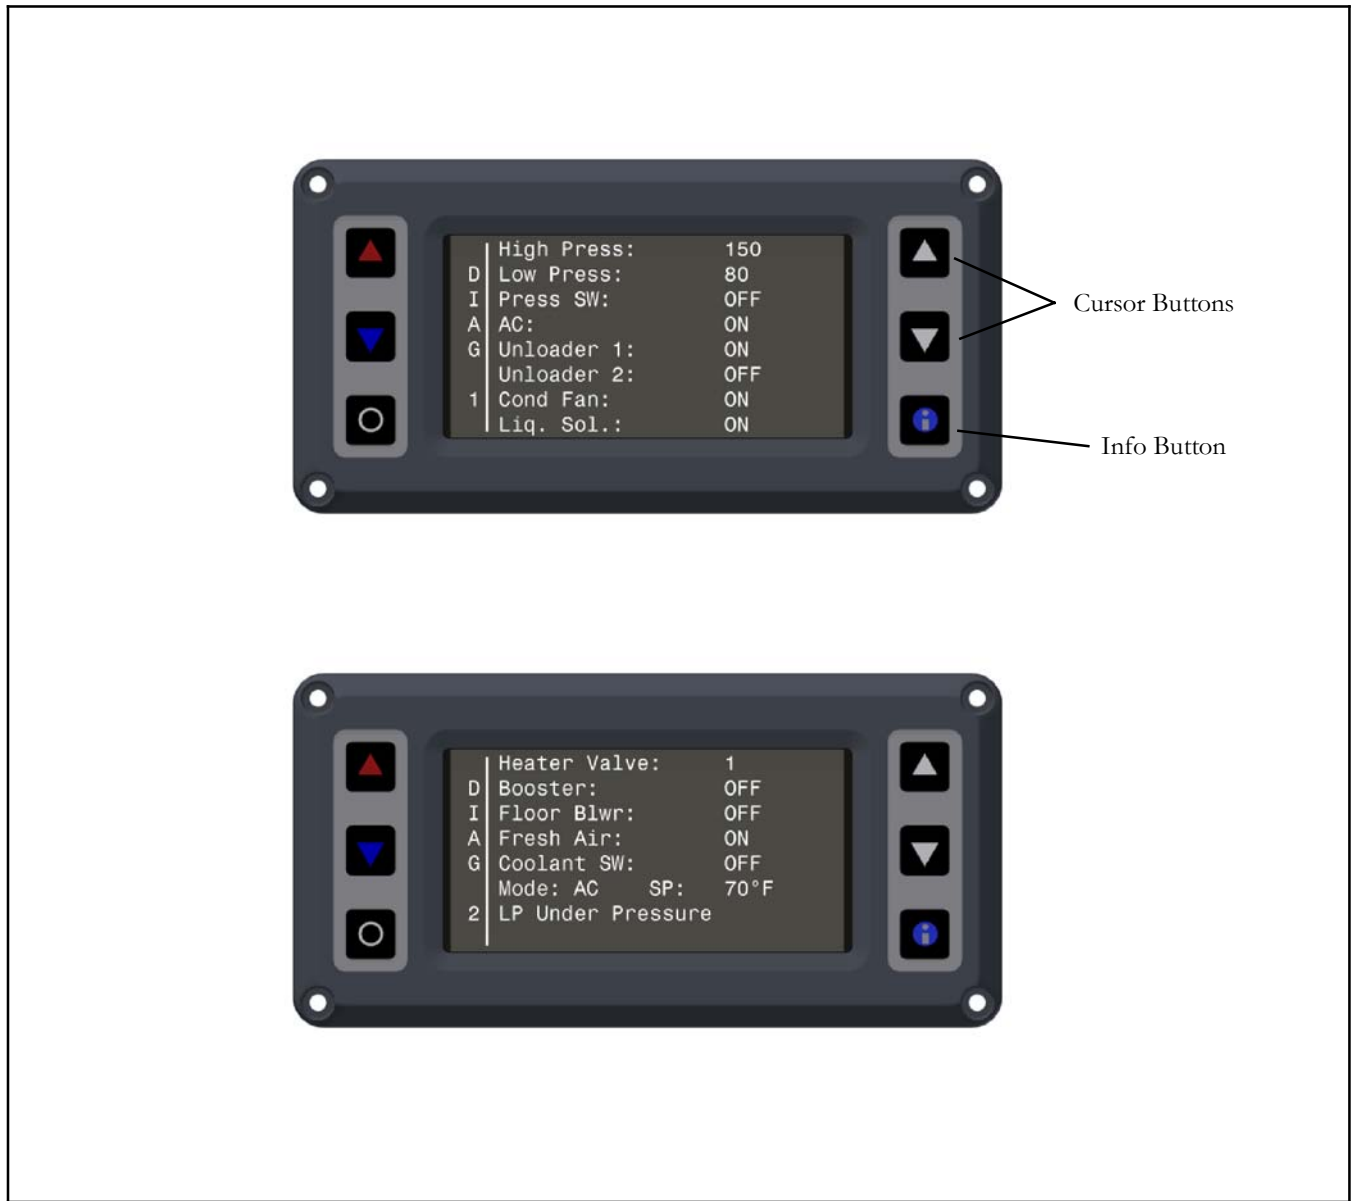 High Press: 150
D Low Press: 80
I Press SW: OFF
A AC: ON
G Unloader 1: ON
Unloader 2: OFF
1 Cond Fan: ON
Liq. Sol.: ON
Cursor Buttons
Info Button
Heater Valve: 1
D Booster: OFF
I Floor Blwr: OFF
A Fresh Air: ON
G Coolant SW: OFF
Mode: AC SP: 70°F
2 LP Under Pressure